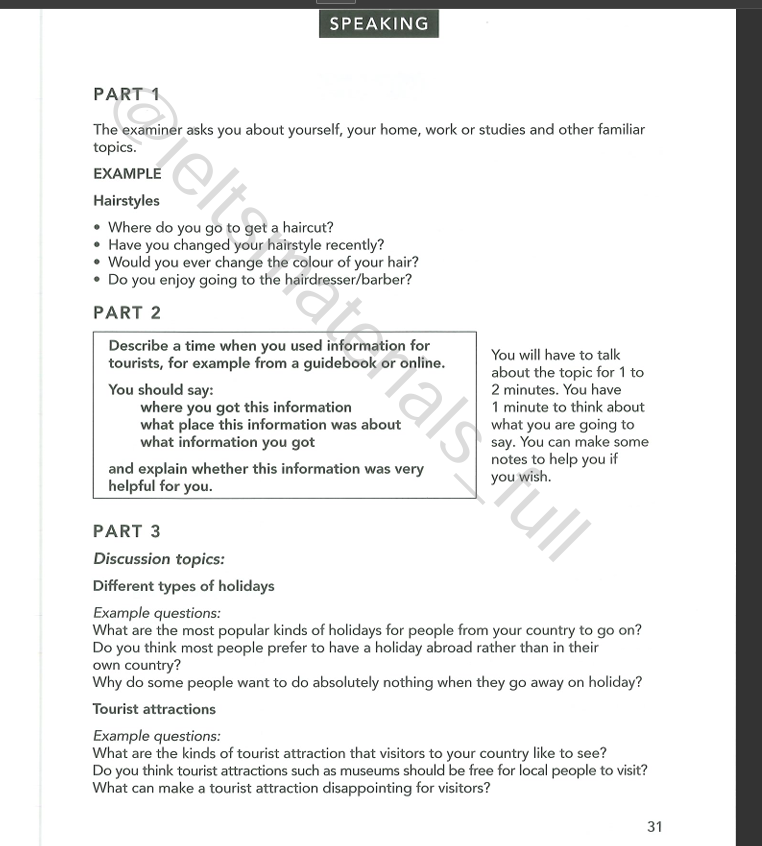 SPEAKING
PART 1
The examiner asks you about yourself, your home, work or studies and other familiar
topics.
EXAMPLE
Hairstyles
• Where do you go to get a haircut?
• Have you changed your hairstyle recently?
• Would you ever change the colour of your hair?
• Do you enjoy going to the hairdresser/barber?
PART 2
Describe a time when you used information for
tourists, for example from a guidebook or online.
You should say:
where you got this information
what place this information was about
what information you got
and explain whether this information was very
helpful for you.
You will have to talk
about the topic for 1 to
2 minutes. You have
1 minute to think about
what you are going to
say. You can make some
notes to help you if
you wish.
PART 3
Discussion topics:
Different types of holidays
Example questions:
What are the most popular kinds of holidays for people from your country to go on?
Do you think most people prefer to have a holiday abroad rather than in their
own country?
Why do some people want to do absolutely nothing when they go away on holiday?
Tourist attractions
Example questions:
What are the kinds of tourist attraction that visitors to your country like to see?
Do you think tourist attractions such as museums should be free for local people to visit?
What can make a tourist attraction disappointing for visitors?
31
@ieltsmaterials_full